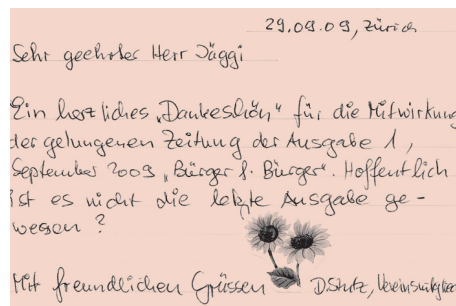 29.09.09, Zürich
Sehr geehrter Herr Jäggi
Ein herzliches „Dankeshön" für die Mitwirkung
der gelungenen Zeitung der Ausgabe 1,
September 2009 „Bürger f. Bürger". Hoffentlich
ist es nicht die letzte Ausgabe ge-
wesen?
Mit freundlichen Grüssen D. Stutz, Vereinsmitglied